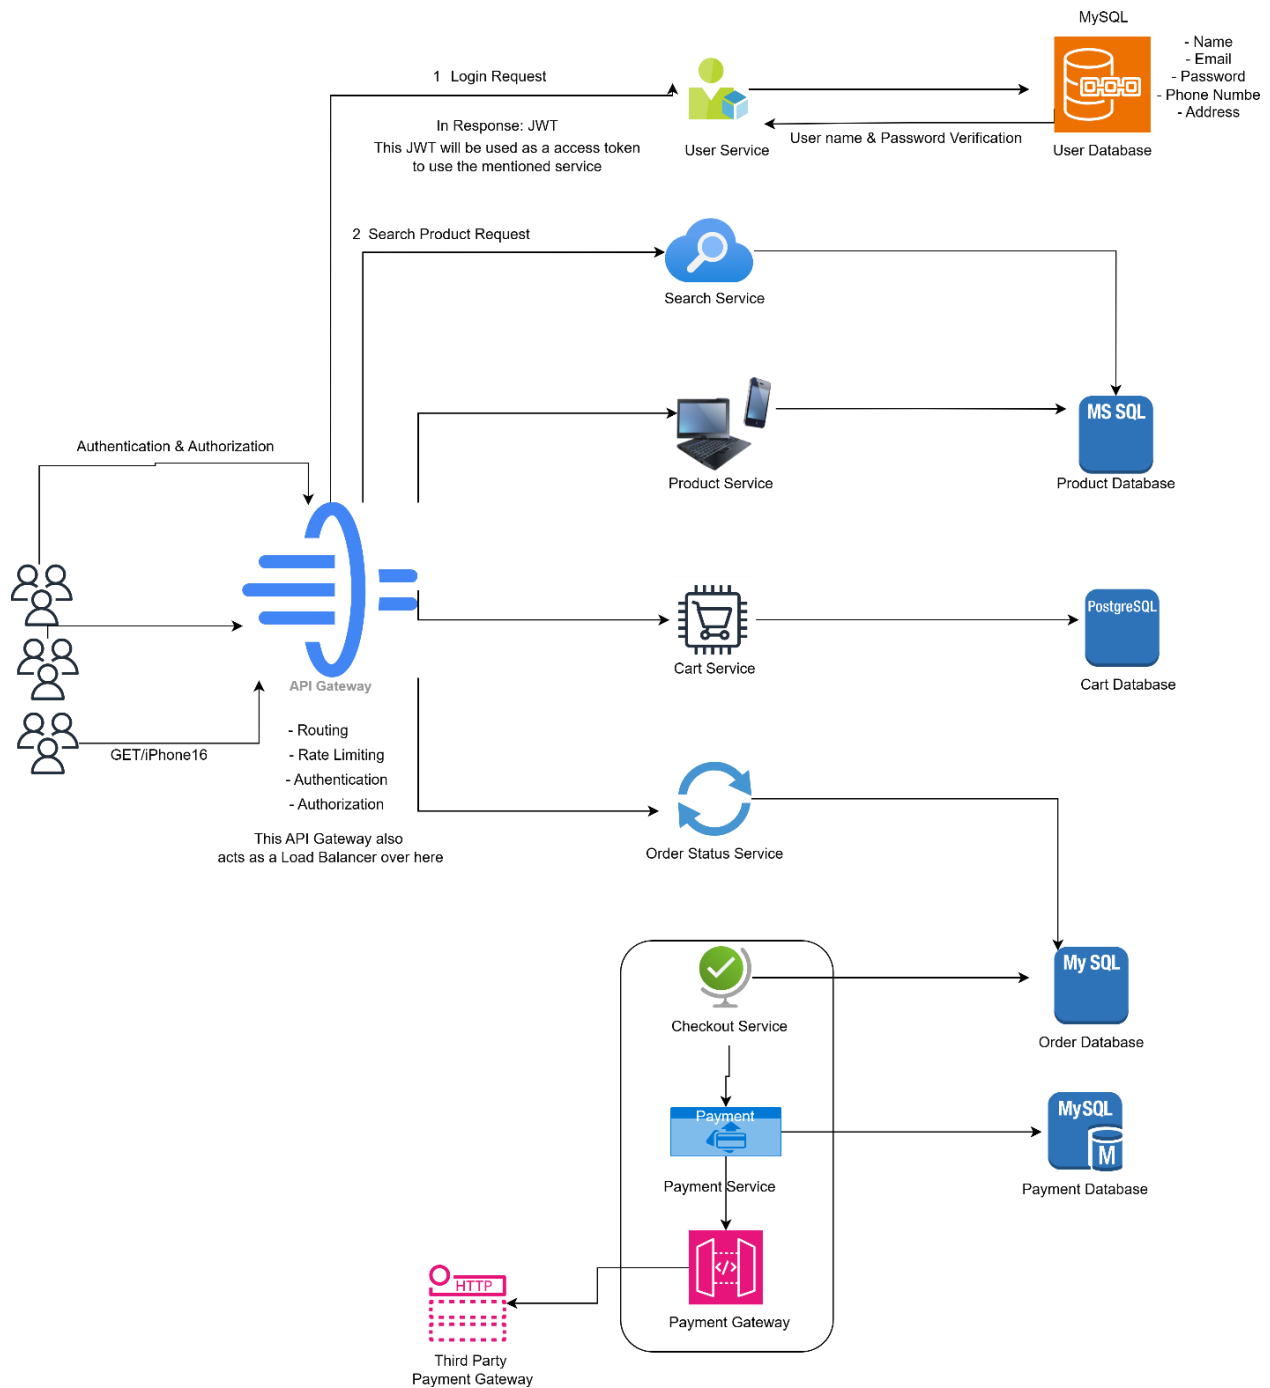 MySQL
- Name
- Email
- Password
- Phone Numbe
- Address
1 Login Request
In Response: JWT
This JWT will be used as a access token
to use the mentioned service
User Service
User name & Password Verification
User Database
2 Search Product Request
Search Service
MS SQL
Product Service
Product Database
Authentication & Authorization
PostgreSQL
Cart Service
Cart Database
API Gateway
GET/iPhone16
- Routing
- Rate Limiting
- Authentication
- Authorization
This API Gateway also
acts as a Load Balancer over here
Order Status Service
My SQL
Checkout Service
Order Database
Payment
MySQL
M
Payment Service
Payment Database
</>
HTTP
Payment Gateway
Third Party
Payment Gateway